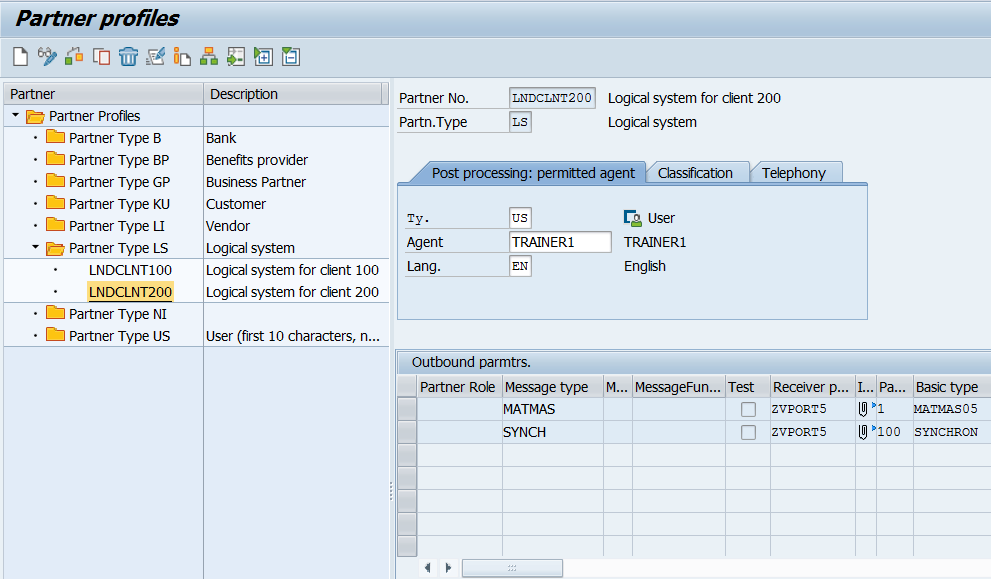 Partner profiles
Partner Description
Partner Profiles
Partner Type B Bank
Partner Type BP Benefits provider
Partner Type GP Business Partner
Partner Type KU Customer
Partner Type LI Vendor
Partner Type LS Logical system
LNDCLNT100 Logical system for client 100
LNDCLNT200 Logical system for client 200
Partner Type NI
Partner Type US User (first 10 characters, n...
Partner No. LNDCLNT200 Logical system for client 200
Partn.Type LS Logical system
Post processing: permitted agent Classification Telephony
Ty. US User
Agent TRAINER1 TRAINER1
Lang. EN English
Outbound parmtrs.
Partner Role Message type M... MessageFun... Test Receiver p... I... Pa... Basic type
MATMAS ZVPORT5 1 MATMAS05
SYNCH ZVPORT5 100 SYNCHRON